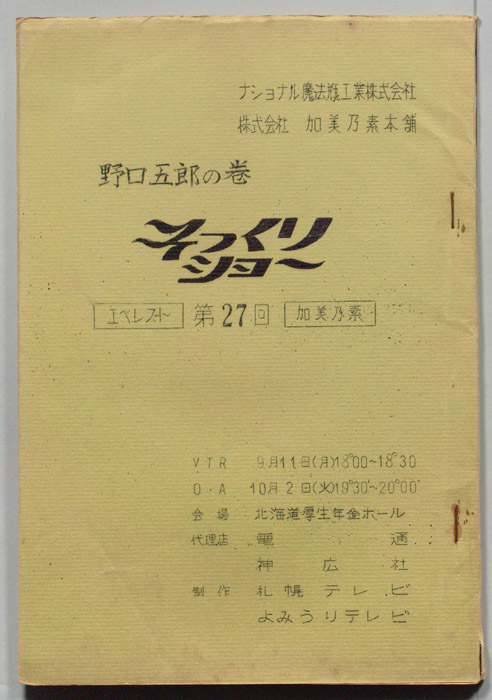 ナショナル魔法瓶工業株式会社
株式会社 加美乃素本舗
野口五郎の巻
そっくり
ショー
エベレスト 第27回 加美乃素
VTR 9月11日(月)18°00~18°30
O・A 10月2日(火)19°30~20°00
会場 北海道厚生年金ホール
代理店 電通
神広社
制作 札幌テレビ
よみうりテレビ